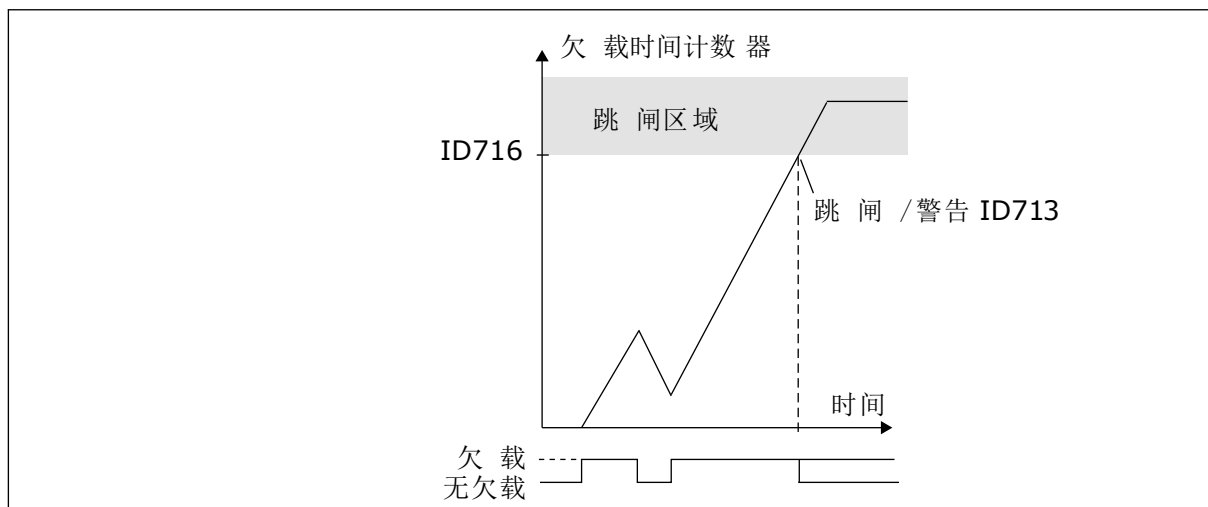 欠 载时间计数 器
跳 闸区域
ID716
跳 闸 /警告 ID713
时间
欠 载
无欠载